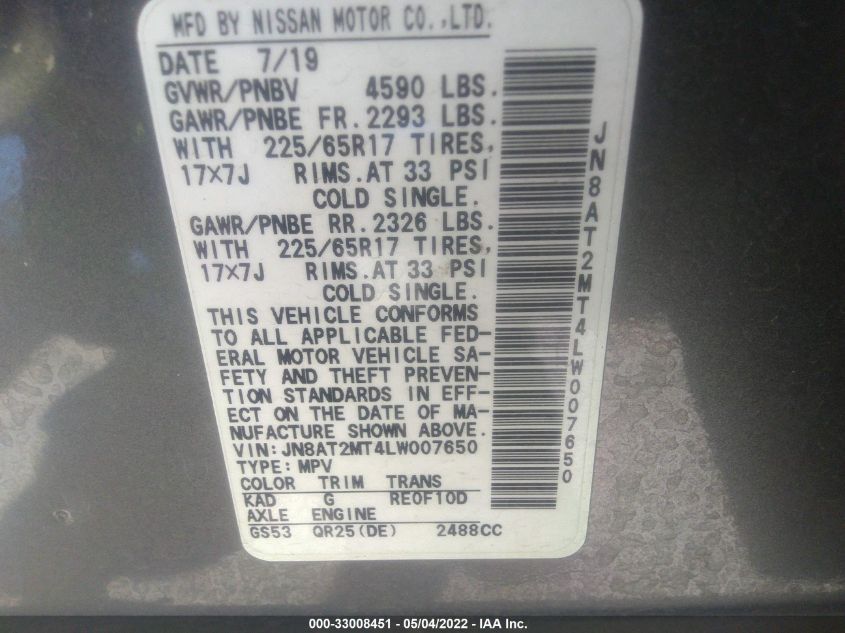 MFD BY NISSAN MOTOR CO.,LTD.
DATE 7/19
GVWR/PNBV 4590 LBS.
GAWR/PNBE FR. 2293 LBS.
WITH 225/65R17 TIRES,
17X7J RIMS.AT 33 PSI
COLD SINGLE.
GAWR/PNBE RR. 2326 LBS.
WITH 225/65R17 TIRES,
17X7J RIMS.AT 33 PSI
COLD SINGLE.
THIS VEHICLE CONFORMS
TO ALL APPLICABLE FED-
ERAL MOTOR VEHICLE SA-
FETY AND THEFT PREVEN-
TION STANDARDS IN EFF-
ECT ON THE DATE OF MA-
NUFACTURE SHOWN ABOVE.
VIN:JN8AT2MT4LW007650
TYPE:MPV
COLOR TRIM TRANS
KAD G RE0F10D
AXLE ENGINE
GS53 QR25(DE) 2488CC
JN8AT2MT4LW007650
000-33008451 - 05/04/2022 - IAA Inc.